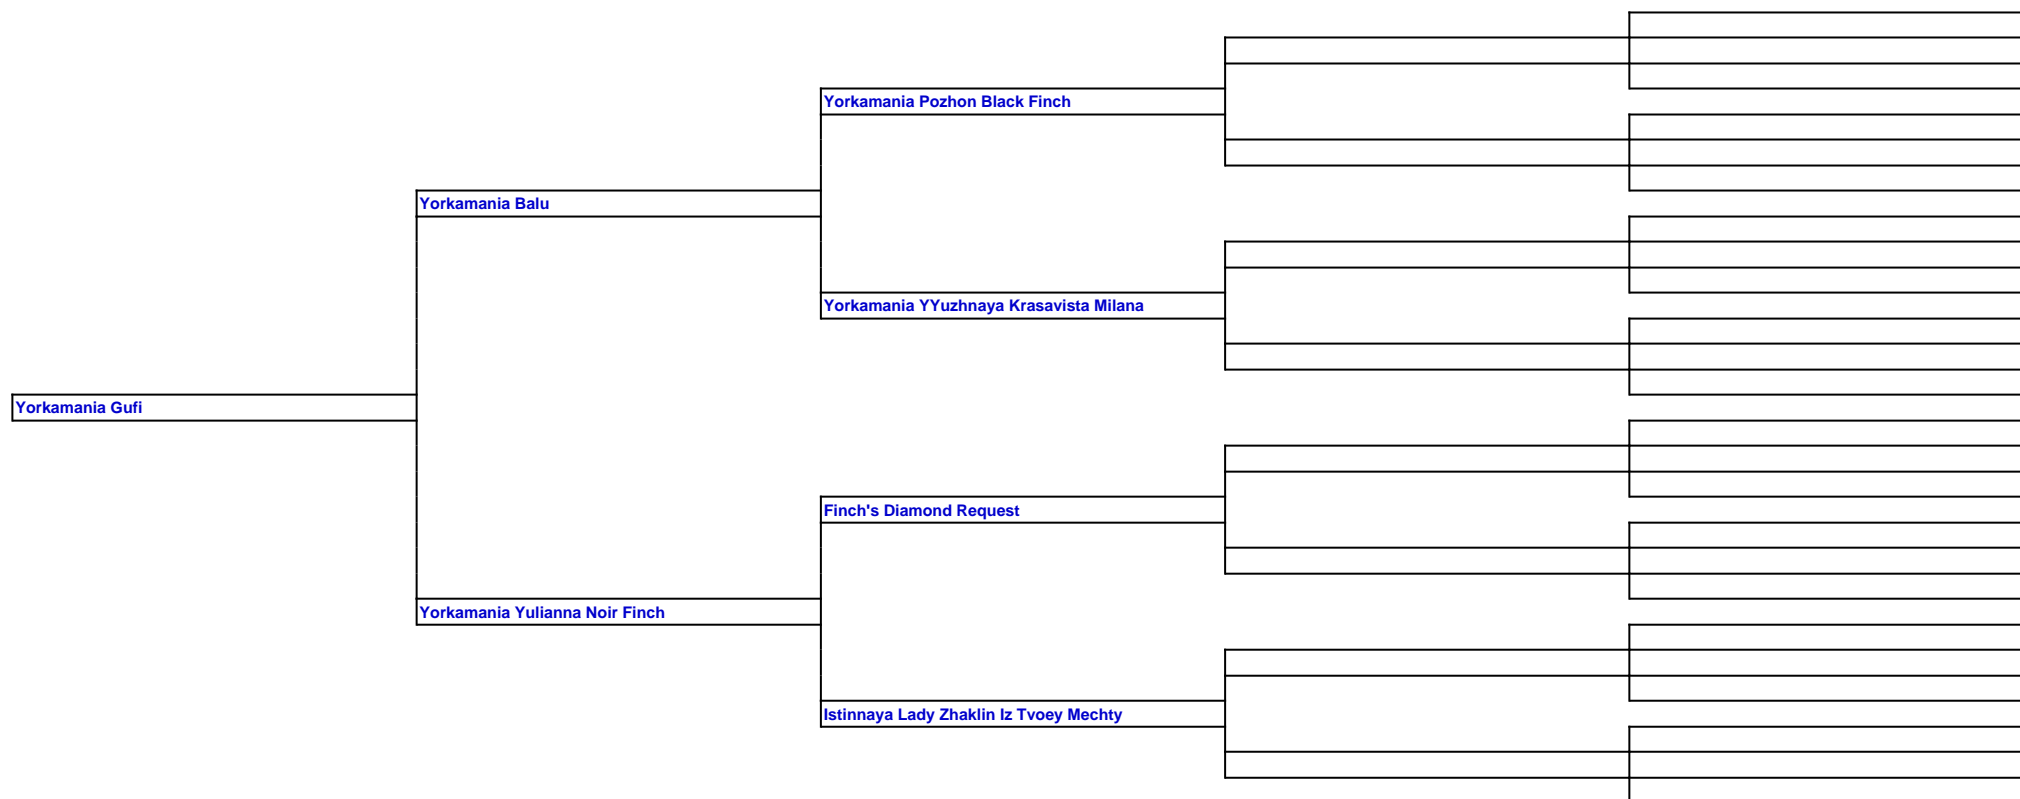 Yorkamania Pozhon Black Finch
Yorkamania Balu
Yorkamania YYuzhnaya Krasavista Milana
Yorkamania Gufi
Finch's Diamond Request
Yorkamania Yulianna Noir Finch
Istinnaya Lady Zhaklin Iz Tvoey Mechty